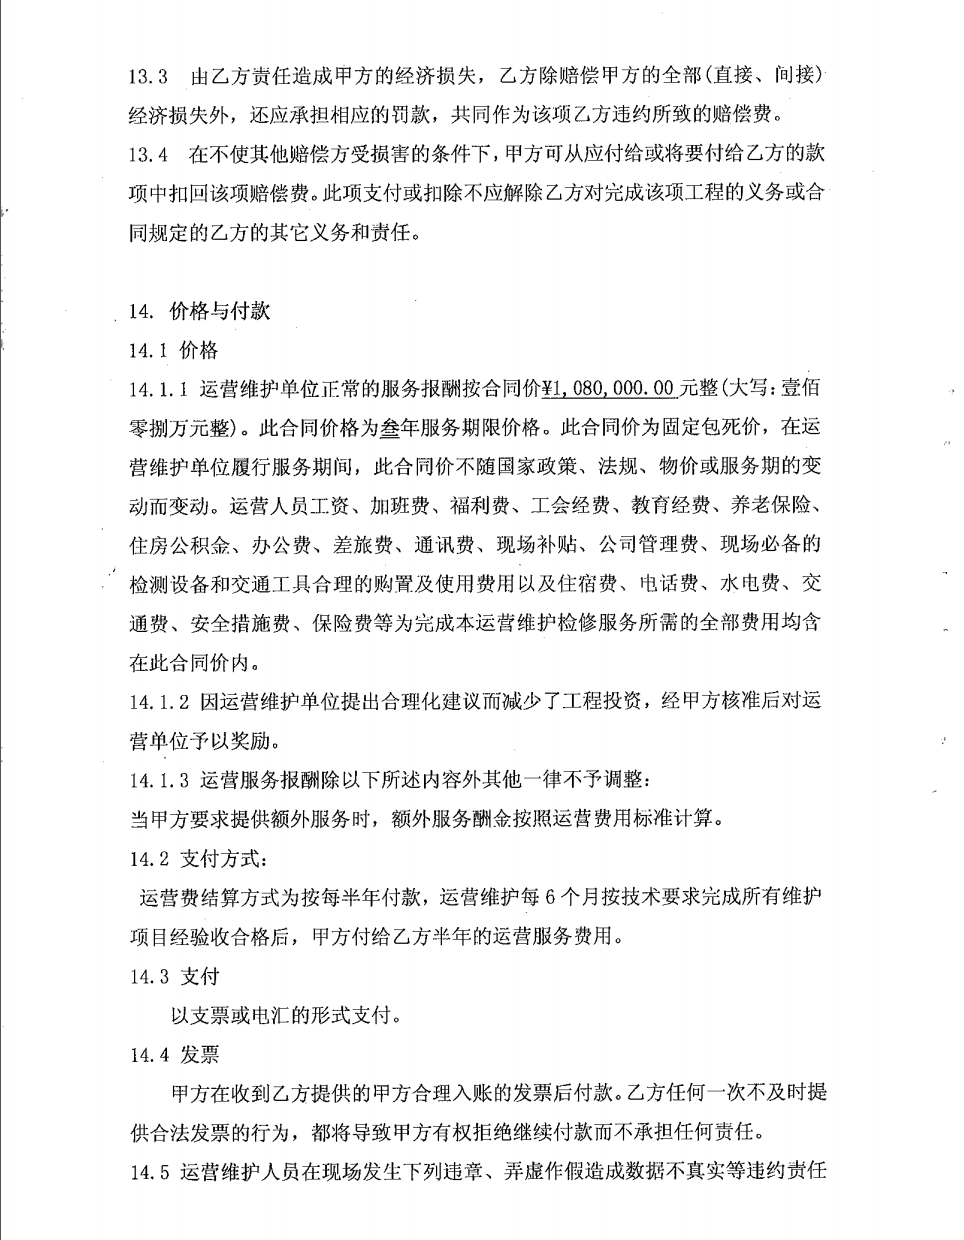 13.3 由乙方责任造成甲方的经济损失，乙方除赔偿甲方的全部(直接、间接)
经济损失外，还应承担相应的罚款，共同作为该项乙方违约所致的赔偿费。
13.4 在不使其他赔偿方受损害的条件下，甲方可从应付给或将要付给乙方的款
项中扣回该项赔偿费。此项支付或扣除不应解除乙方对完成该项工程的义务或合
同规定的乙方的其它义务和责任。
14. 价格与付款
14.1 价格
14.1.1 运营维护单位正常的服务报酬按合同价¥1,080,000.00 元整(大写：壹佰
零捌万元整)。此合同价格为叁年服务期限价格。此合同价为固定包死价，在运
营维护单位履行服务期间，此合同价不随国家政策、法规、物价或服务期的变
动而变动。运营人员工资、加班费、福利费、工会经费、教育经费、养老保险、
住房公积金、办公费、差旅费、通讯费、现场补贴、公司管理费、现场必备的
检测设备和交通工具合理的购置及使用费用以及住宿费、电话费、水电费、交
通费、安全措施费、保险费等为完成本运营维护检修服务所需的全部费用均含
在此合同价内。
14.1.2 因运营维护单位提出合理化建议而减少了工程投资，经甲方核准后对运
营单位予以奖励。
14.1.3 运营服务报酬除以下所述内容外其他一律不予调整：
当甲方要求提供额外服务时，额外服务酬金按照运营费用标准计算。
14.2 支付方式：
运营费结算方式为按每半年付款，运营维护每 6 个月按技术要求完成所有维护
项目经验收合格后，甲方付给乙方半年的运营服务费用。
14.3 支付
以支票或电汇的形式支付。
14.4 发票
甲方在收到乙方提供的甲方合理入账的发票后付款。乙方任何一次不及时提
供合法发票的行为，都将导致甲方有权拒绝继续付款而不承担任何责任。
14.5 运营维护人员在现场发生下列违章、弄虚作假造成数据不真实等违约责任